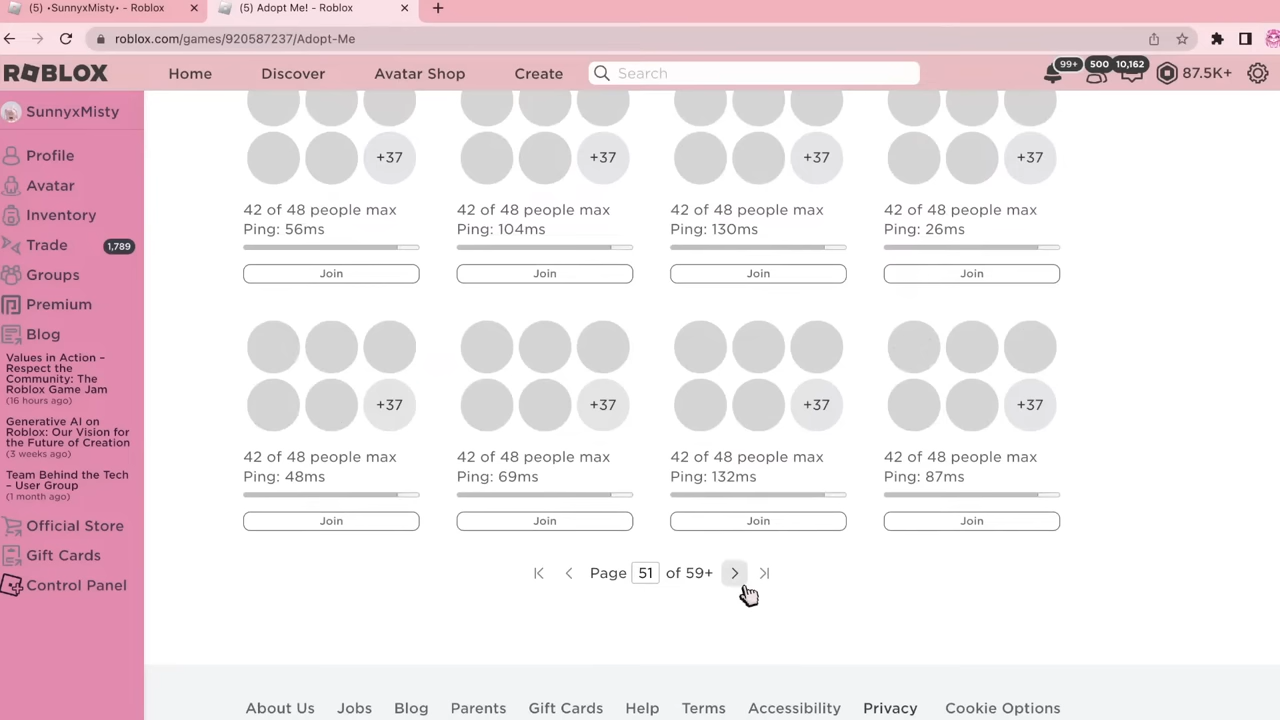 (5) •SunnyxMisty• - Roblox
(5) Adopt Me! - Roblox
roblox.com/games/920587237/Adopt-Me
ROBLOX
Home
Discover
Avatar Shop
Create
Search
99+
500
10,162
87.5K+
SunnyxMisty
Profile
Avatar
Inventory
Trade
1,789
Groups
Premium
Blog
Values in Action –
Respect the
Community: The
Roblox Game Jam
(16 hours ago)
Generative AI on
Roblox: Our Vision for
the Future of Creation
(3 weeks ago)
Team Behind the Tech
– User Group
(1 month ago)
Official Store
Gift Cards
Control Panel
+37 +37 +37 +37
42 of 48 people max 42 of 48 people max 42 of 48 people max 42 of 48 people max
Ping: 56ms Ping: 104ms Ping: 130ms Ping: 26ms
Join Join Join Join
+37 +37 +37 +37
42 of 48 people max 42 of 48 people max 42 of 48 people max 42 of 48 people max
Ping: 48ms Ping: 69ms Ping: 132ms Ping: 87ms
Join Join Join Join
Page 51 of 59+
About Us Jobs Blog Parents Gift Cards Help Terms Accessibility Privacy Cookie Options